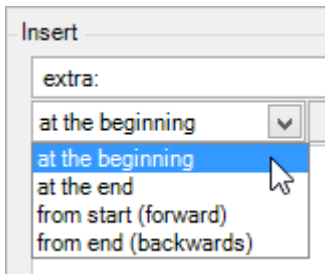 Insert
extra:
at the beginning
at the beginning
at the end
from start (forward)
from end (backwards)